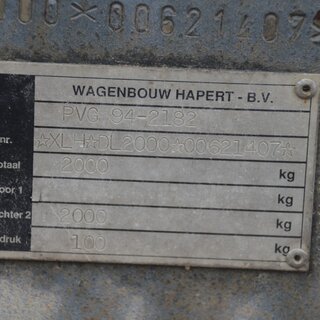 000☆00621407☆
WAGENBOUW HAPERT - B.V.
PVG 94-2182
nr. ☆XLH☆DL2000☆00621407☆
otaal 2000 kg
oor 1 kg
chter 2 2000 kg
druk 100 kg